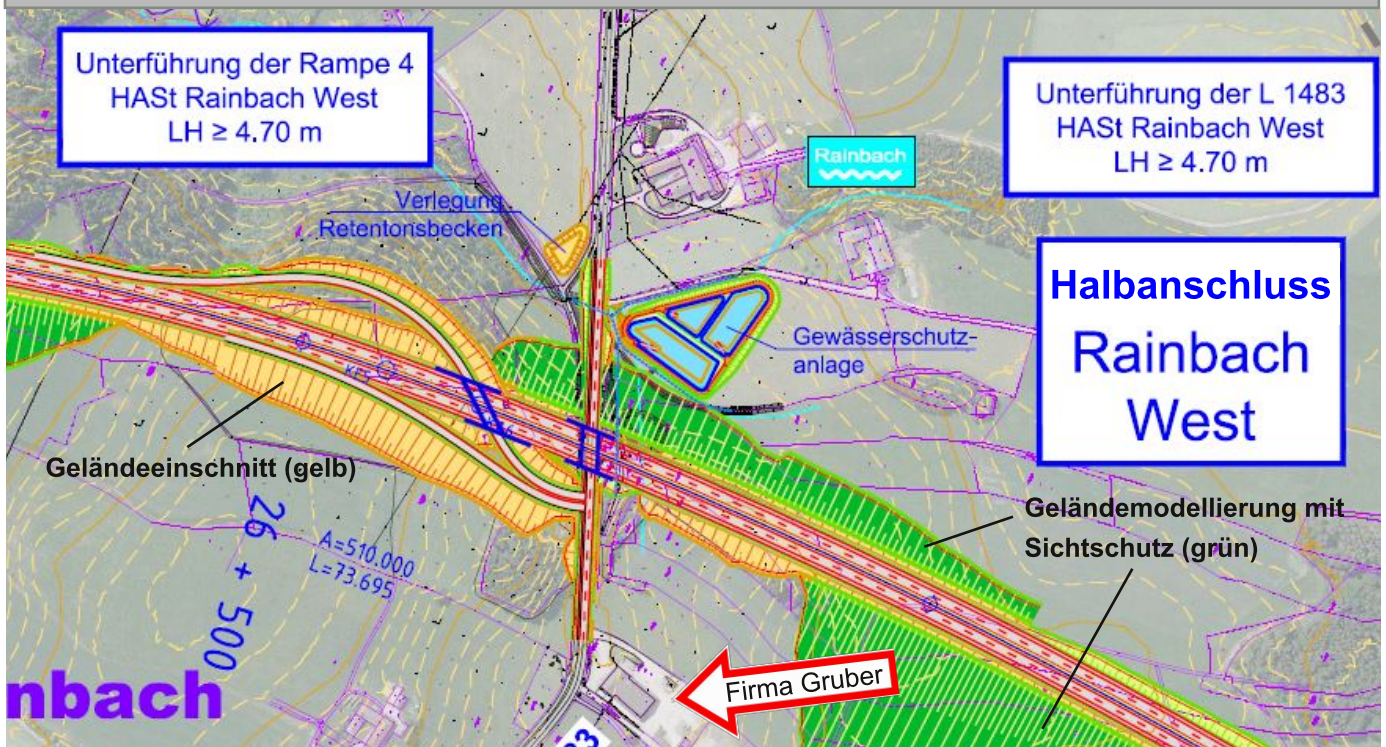 Unterführung der Rampe 4
HASt Rainbach West
LH ≥ 4.70 m
Unterführung der L 1483
HASt Rainbach West
LH ≥ 4.70 m
Rainbach
Verlegung
Retentonsbecken
Halbanschluss
Rainbach
West
Gewässerschutz-
anlage
Geländeeinschnitt (gelb)
Geländemodellierung mit
Sichtschutz (grün)
26 + 500
A=510.000
L=73.695
Firma Gruber
nbach